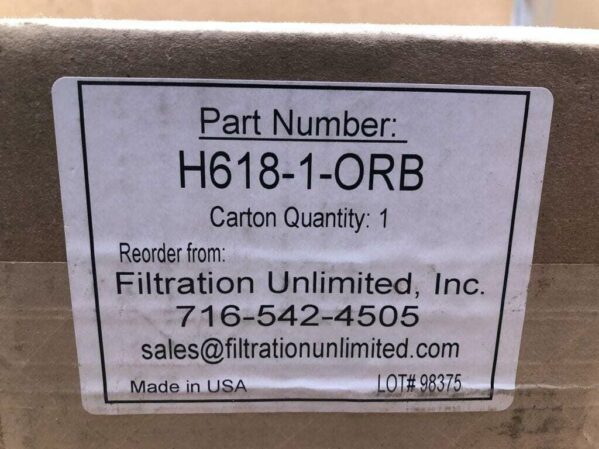 Part Number:
H618-1-ORB
Carton Quantity: 1
Reorder from:
Filtration Unlimited, Inc.
716-542-4505
sales@filtrationunlimited.com
Made in USA LOT# 98375